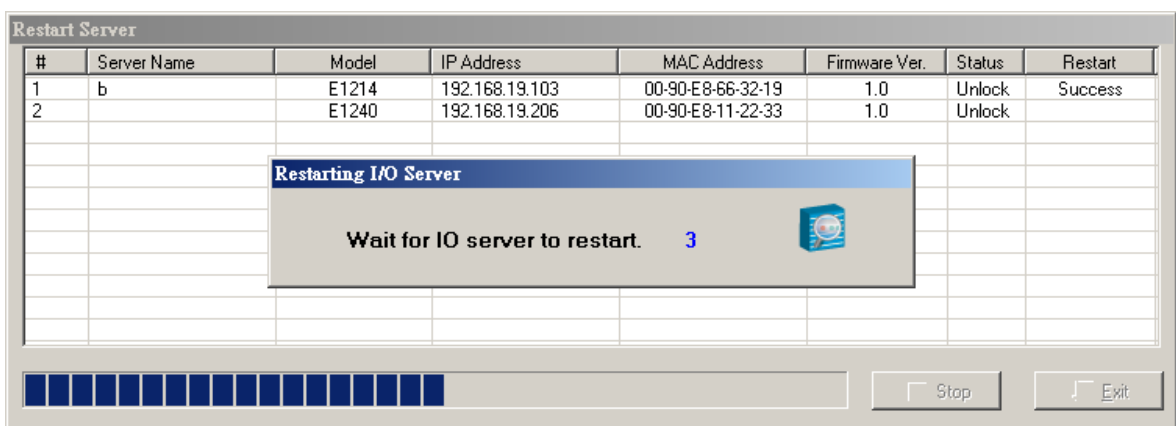 Restart Server
# Server Name Model IP Address MAC Address Firmware Ver. Status Restart
1 b E1214 192.168.19.103 00-90-E8-66-32-19 1.0 Unlock Success
2 E1240 192.168.19.206 00-90-E8-11-22-33 1.0 Unlock
Restarting I/O Server
Wait for IO server to restart. 3
Stop Exit